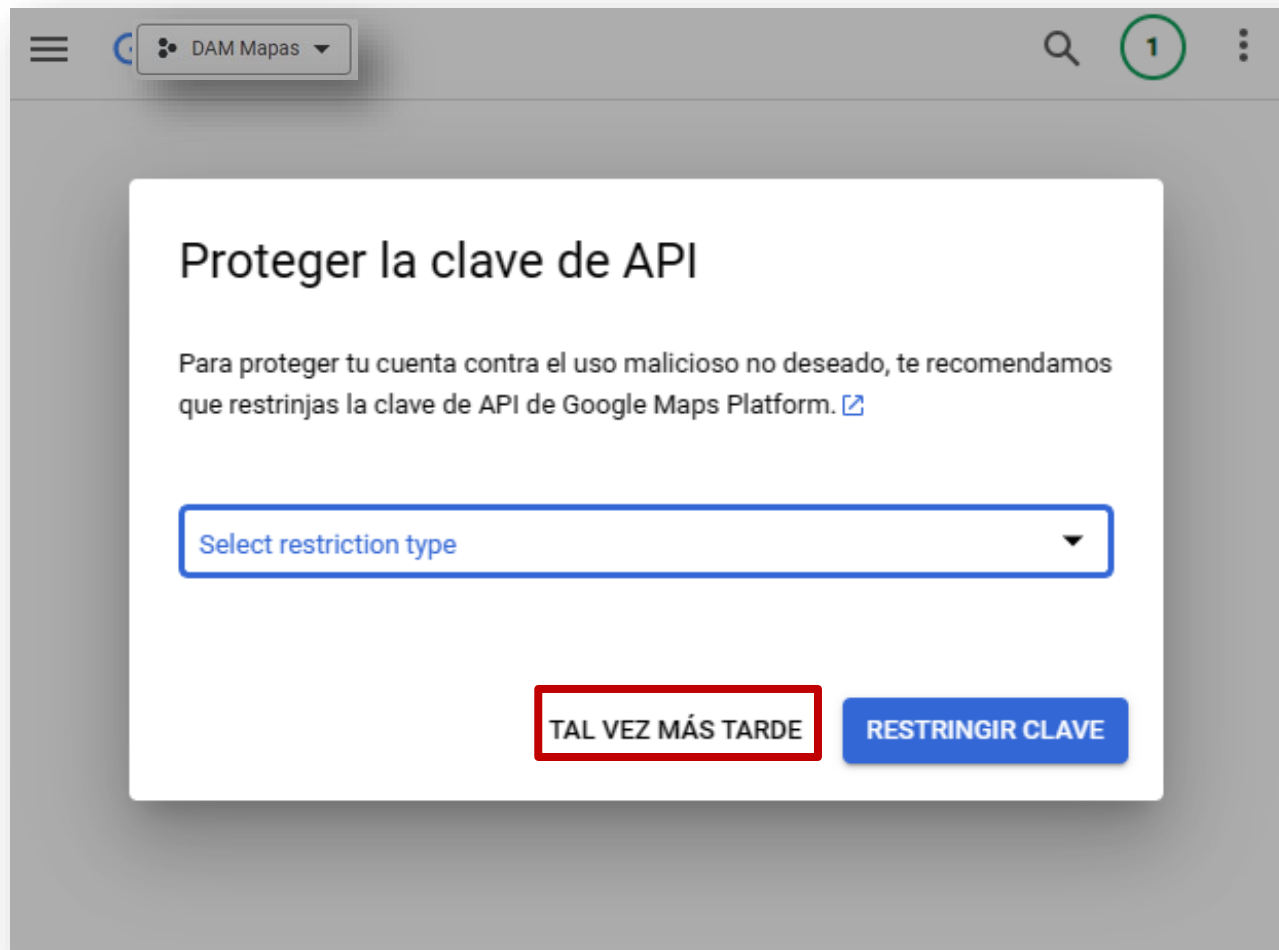 DAM Mapas
1
Proteger la clave de API
Para proteger tu cuenta contra el uso malicioso no deseado, te recomendamos
que restrinjas la clave de API de Google Maps Platform.
Select restriction type
TAL VEZ MÁS TARDE
RESTRINGIR CLAVE